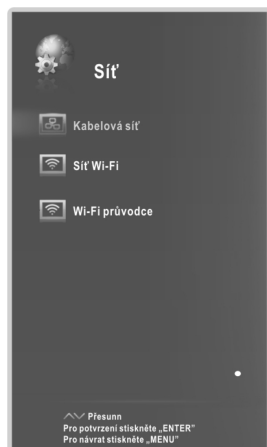 Síť
Kabelová síť
Síť Wi-Fi
Wi-Fi průvodce
Přesunn
Pro potvrzení stiskněte „ENTER”
Pro návrat stiskněte „MENU”